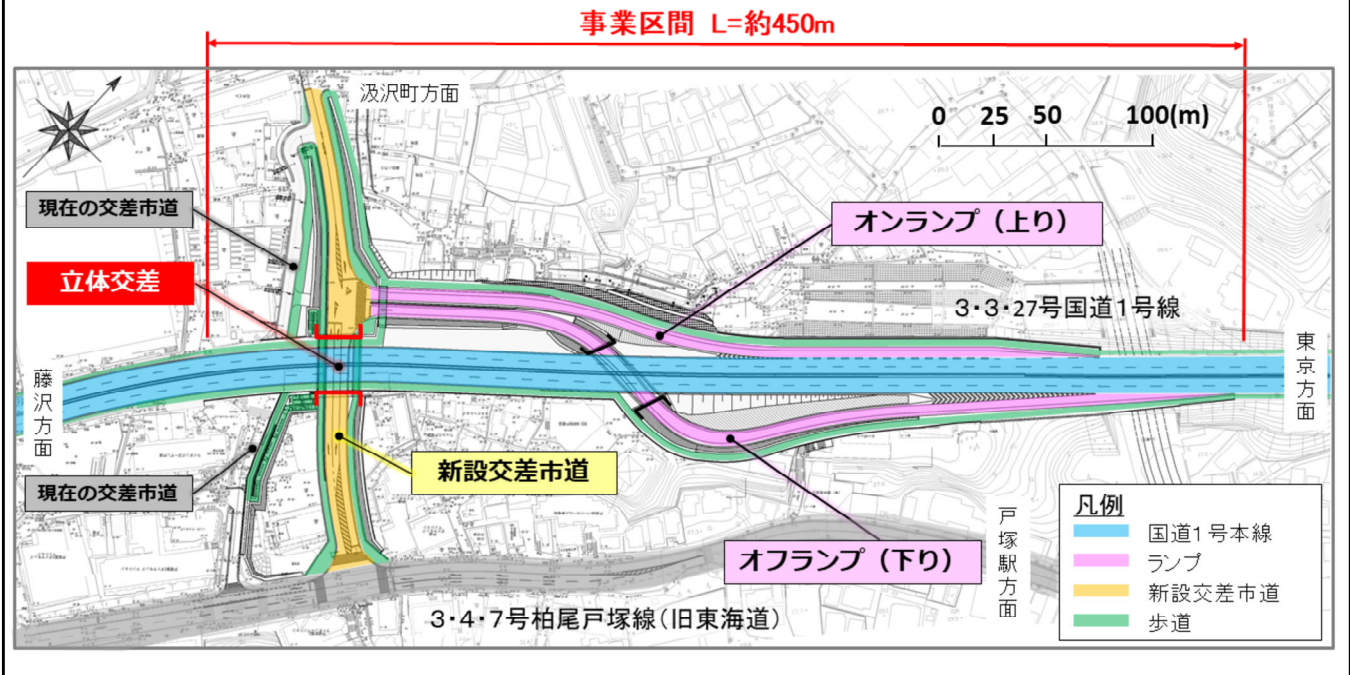 事業区間 L=約450m
汲沢町方面
0 25 50 100(m)
現在の交差市道
オンランプ（上り）
立体交差
3・3・27号国道1号線
藤沢方面
東京方面
新設交差市道
現在の交差市道
オフランプ（下り）
戸塚駅方面
3・4・7号柏尾戸塚線（旧東海道）
凡例
国道1号本線
ランプ
新設交差市道
歩道